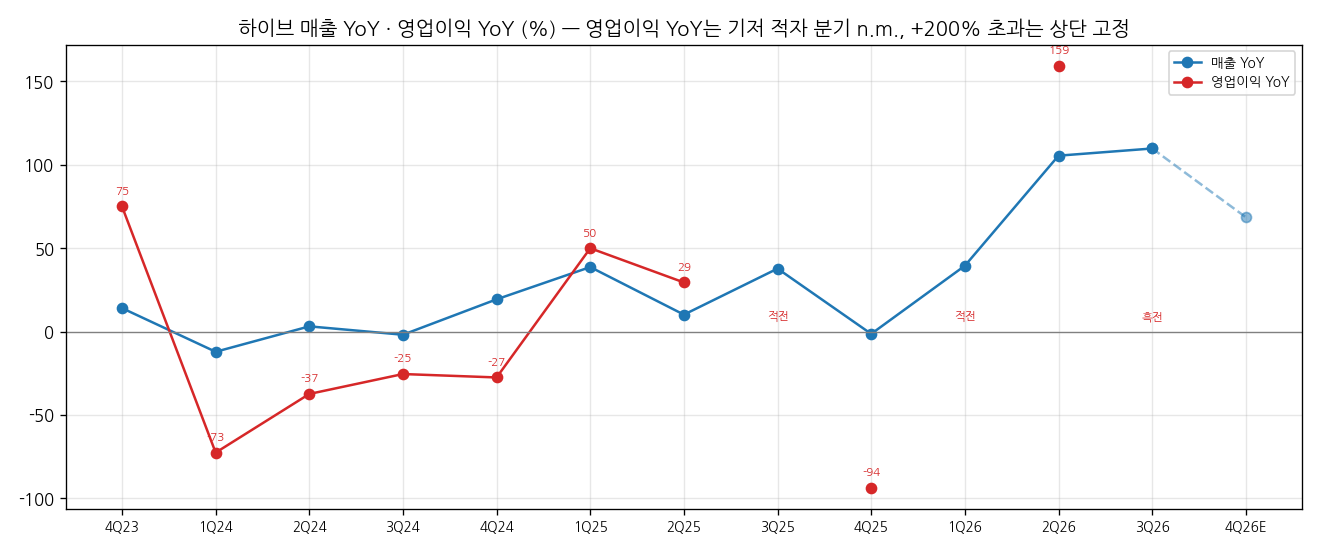 하이브 매출 YoY · 영업이익 YoY (%) — 영업이익 YoY는 기저 적자 분기 n.m., +200% 초과는 상단 고정
매출 YoY
영업이익 YoY
150
100
50
0
-50
-100
75
-73
-37
-25
-27
50
29
적전
-94
적전
159
흑전
4Q23
1Q24
2Q24
3Q24
4Q24
1Q25
2Q25
3Q25
4Q25
1Q26
2Q26
3Q26
4Q26E